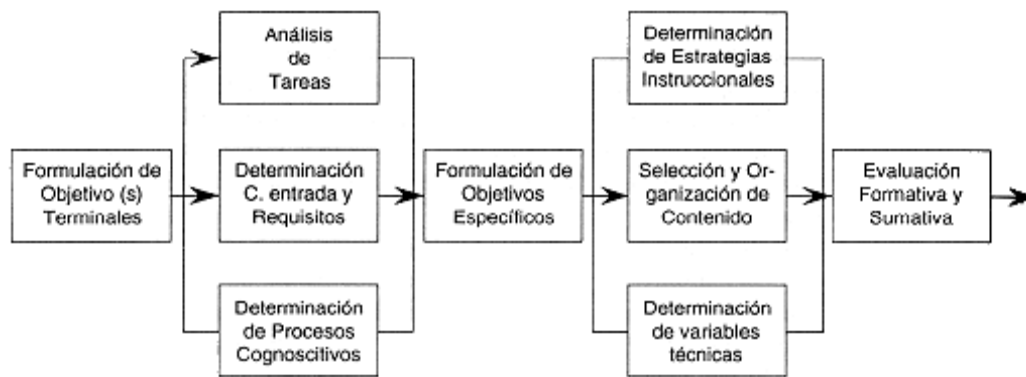 Análisis
de
Tareas
Determinación
de Estrategias
Instruccionales
Formulación de
Objetivo (s)
Terminales
Determinación
C. entrada y
Requisitos
Formulación de
Objetivos
Específicos
Selección y Or-
ganización de
Contenido
Evaluación
Formativa y
Sumativa
Determinación
de Procesos
Cognoscitivos
Determinación
de variables
técnicas